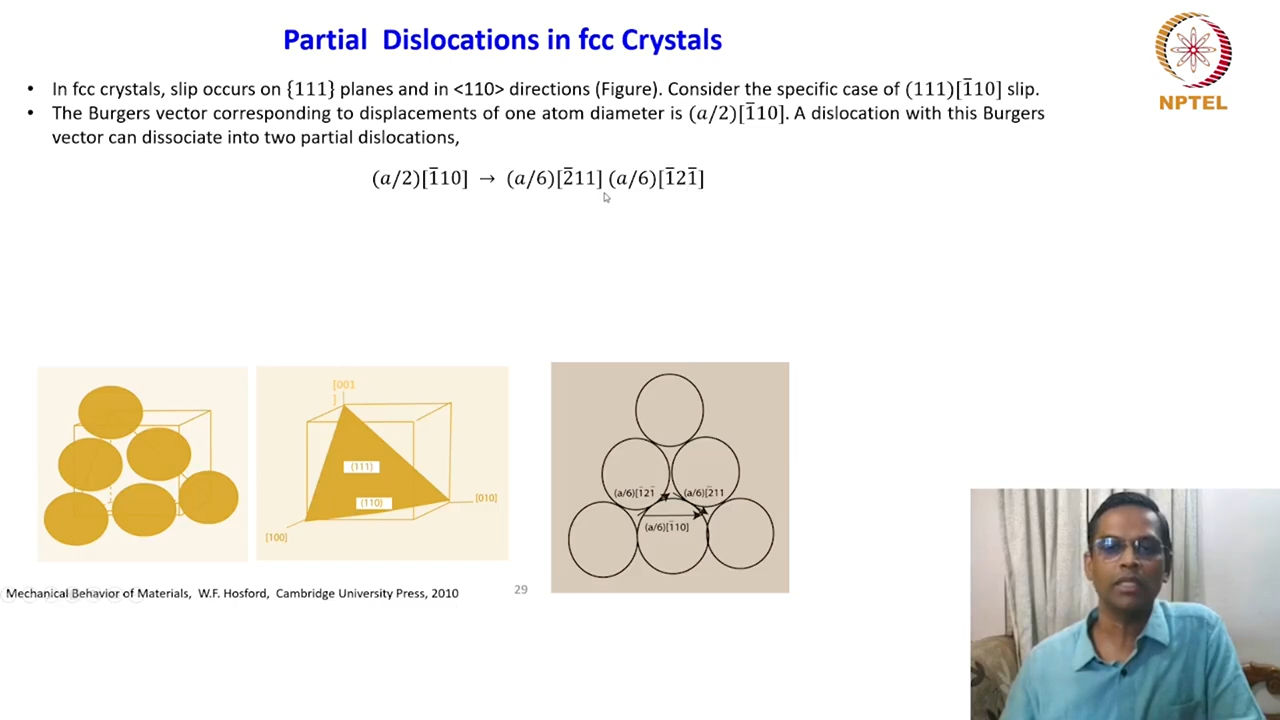 Partial Dislocations in fcc Crystals
NPTEL
• In fcc crystals, slip occurs on {111} planes and in <110> directions (Figure). Consider the specific case of (111)[1̅10] slip.
• The Burgers vector corresponding to displacements of one atom diameter is (a/2)[1̅10]. A dislocation with this Burgers
vector can dissociate into two partial dislocations,
(a/2)[1̅10] → (a/6)[2̅11] (a/6)[1̅21̅]
[001
(111)
(110)
[010]
[100]
(a/6)[1̅21̅ (a/6)[2̅11
(a/6)[1̅10]
Mechanical Behavior of Materials, W.F. Hosford, Cambridge University Press, 2010
29